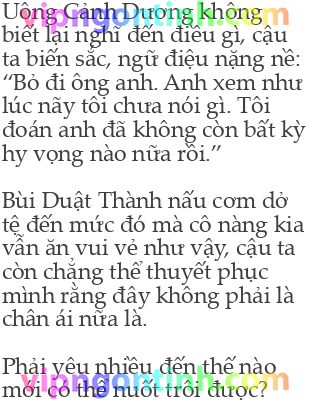 Uông Cảnh Dương không
biết lại nghĩ đến điều gì, cậu
ta biến sắc, ngữ điệu nặng nề:
“Bỏ đi ông anh. Anh xem như
lúc nãy tôi chưa nói gì. Tôi
đoán anh đã không còn bất kỳ
hy vọng nào nữa rồi.”
Bùi Duật Thành nấu cơm dở
tệ đến mức đó mà cô nàng kia
vẫn ăn vui vẻ như vậy, cậu ta
còn chẳng thể thuyết phục
mình rằng đây không phải là
chân ái nữa là.
Phải yêu nhiều đến thế nào
mới có thể nuốt trôi được?
vipngontinh.com
vipngontinh.com